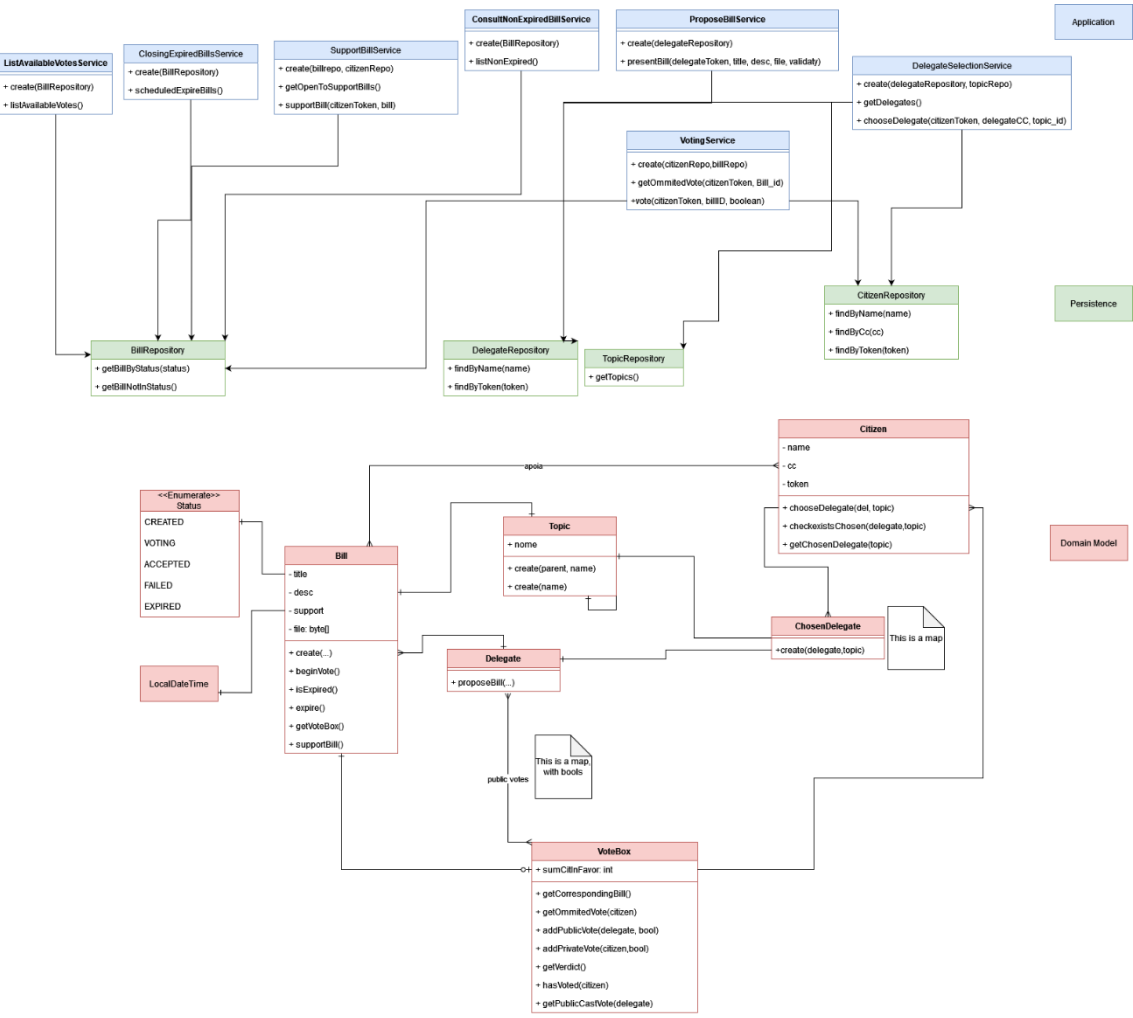 ListAvailableVotesService
+ create(BillRepository)
+ listAvailableVotes()
ClosingExpiredBillsService
+ create(BillRepository)
+ scheduledExpireBills()
SupportBillService
+ create(billrepo, citizenRepo)
+ getOpenToSupportBills()
+ supportBill(citizenToken, bill)
ConsultNonExpiredBillService
+ create(BillRepository)
+ listNonExpired()
ProposeBillService
+ create(delegateRepository)
+ presentBill(delegateToken, title, desc, file, validaty)
DelegateSelectionService
+ create(delegateRepository, topicRepo)
+ getDelegates()
+ chooseDelegate(citizenToken, delegateCC, topic_id)
Application
VotingService
+ create(citizenRepo,billRepo)
+ getOmmitedVote(citizenToken, Bill_id)
+vote(citizenToken, billID, boolean)
BillRepository
+ getBillByStatus(status)
+ getBillNotInStatus()
DelegateRepository
+ findByName(name)
+ findByToken(token)
TopicRepository
+ getTopics()
CitizenRepository
+ findByName(name)
+ findByCc(cc)
+ findByToken(token)
Persistence
Citizen
- name
- cc
- token
+ chooseDelegate(del, topic)
+ checkexistsChosen(delegate,topic)
+ getChosenDelegate(topic)
apoia
<<Enumerate>>
Status
CREATED
VOTING
ACCEPTED
FAILED
EXPIRED
Bill
- title
- desc
- support
- file: byte[]
+ create(...)
+ beginVote()
+ isExpired()
+ expire()
+ getVoteBox()
+ supportBill()
Topic
+ nome
+ create(parent, name)
+ create(name)
Domain Model
ChosenDelegate
+create(delegate,topic)
This is a map
Delegate
+ proposeBill(...)
LocalDateTime
This is a map,
with bools
public votes
VoteBox
+ sumCitInFavor: int
+ getCorrespondingBill()
+ getOmmitedVote(citizen)
+ addPublicVote(delegate, bool)
+ addPrivateVote(citizen,bool)
+ getVerdict()
+ hasVoted(citizen)
+ getPublicCastVote(delegate)